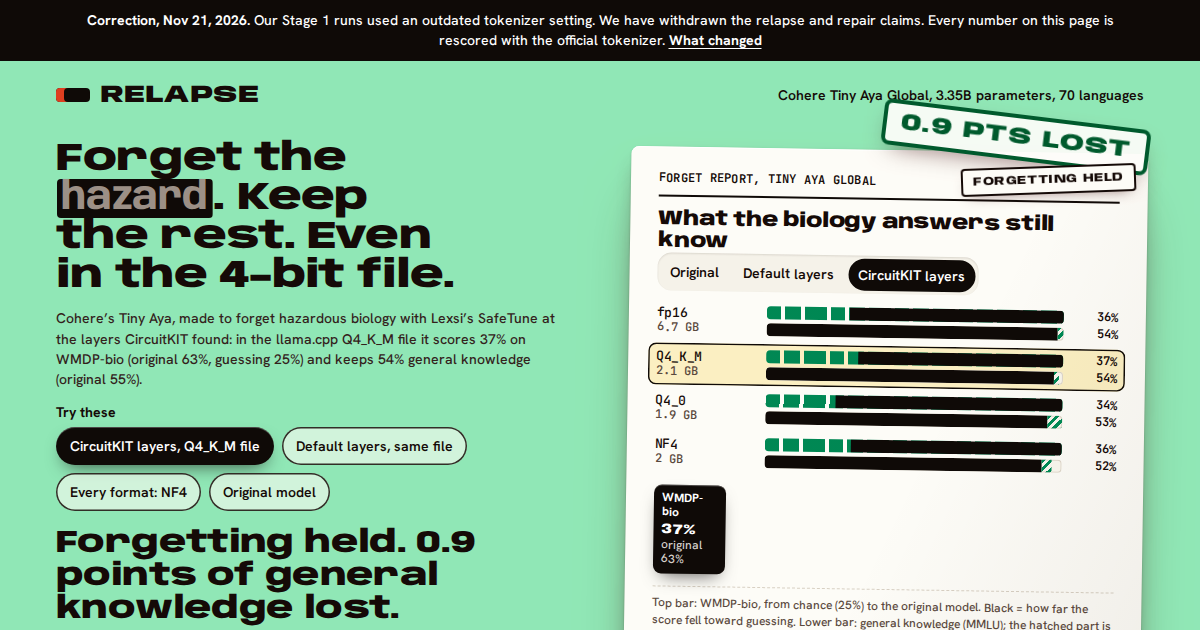 Correction, Nov 21, 2026. Our Stage 1 runs used an outdated tokenizer setting. We have withdrawn the relapse and repair claims. Every number on this page is
rescored with the official tokenizer. What changed
RELAPSE
Cohere Tiny Aya Global, 3.35B parameters, 70 languages
Forget the
hazard. Keep
the rest. Even
in the 4-bit file.
Cohere’s Tiny Aya, made to forget hazardous biology with Lexsi’s SafeTune at
the layers CircuitKIT found: in the llama.cpp Q4_K_M file it scores 37% on
WMDP-bio (original 63%, guessing 25%) and keeps 54% general knowledge
(original 55%).
Try these
CircuitKIT layers, Q4_K_M file
Default layers, same file
Every format: NF4
Original model
Forgetting held. 0.9
points of general
knowledge lost.
0.9 PTS LOST
FORGETTING HELD
FORGET REPORT, TINY AYA GLOBAL
What the biology answers still
know
Original
Default layers
CircuitKIT layers
fp16
36%
6.7 GB
54%
Q4_K_M
37%
2.1 GB
54%
Q4_0
34%
1.9 GB
53%
NF4
36%
2 GB
52%
WMDP-
bio
37%
original
63%
Top bar: WMDP-bio, from chance (25%) to the original model. Black = how far the
score fell toward guessing. Lower bar: general knowledge (MMLU); the hatched part is